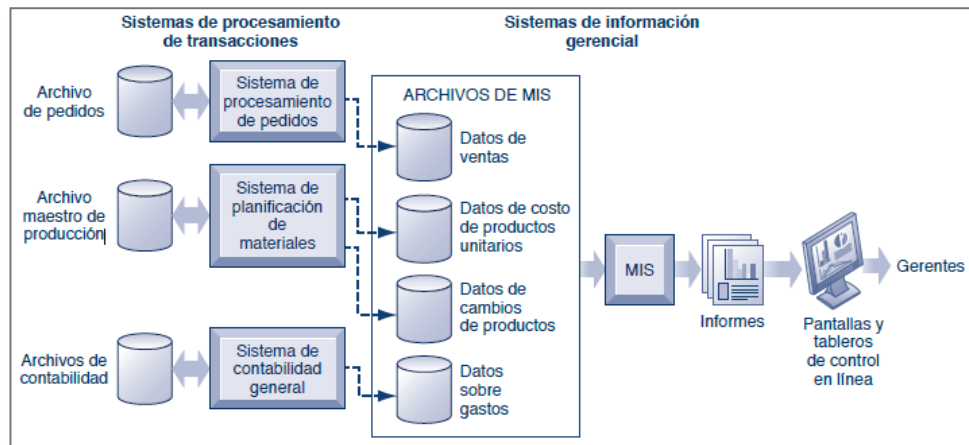 Sistemas de procesamiento
de transacciones
Sistemas de información
gerencial
Archivo
de pedidos
Sistema de
procesamiento
de pedidos
Archivo
maestro de
producción
Sistema de
planificación
de
materiales
Archivos de
contabilidad
Sistema de
contabilidad
general
ARCHIVOS DE MIS
Datos de
ventas
Datos de costo
de productos
unitarios
Datos de
cambios
de productos
Datos
sobre
gastos
MIS
Informes
Pantallas y
tableros
de control
en línea
Gerentes